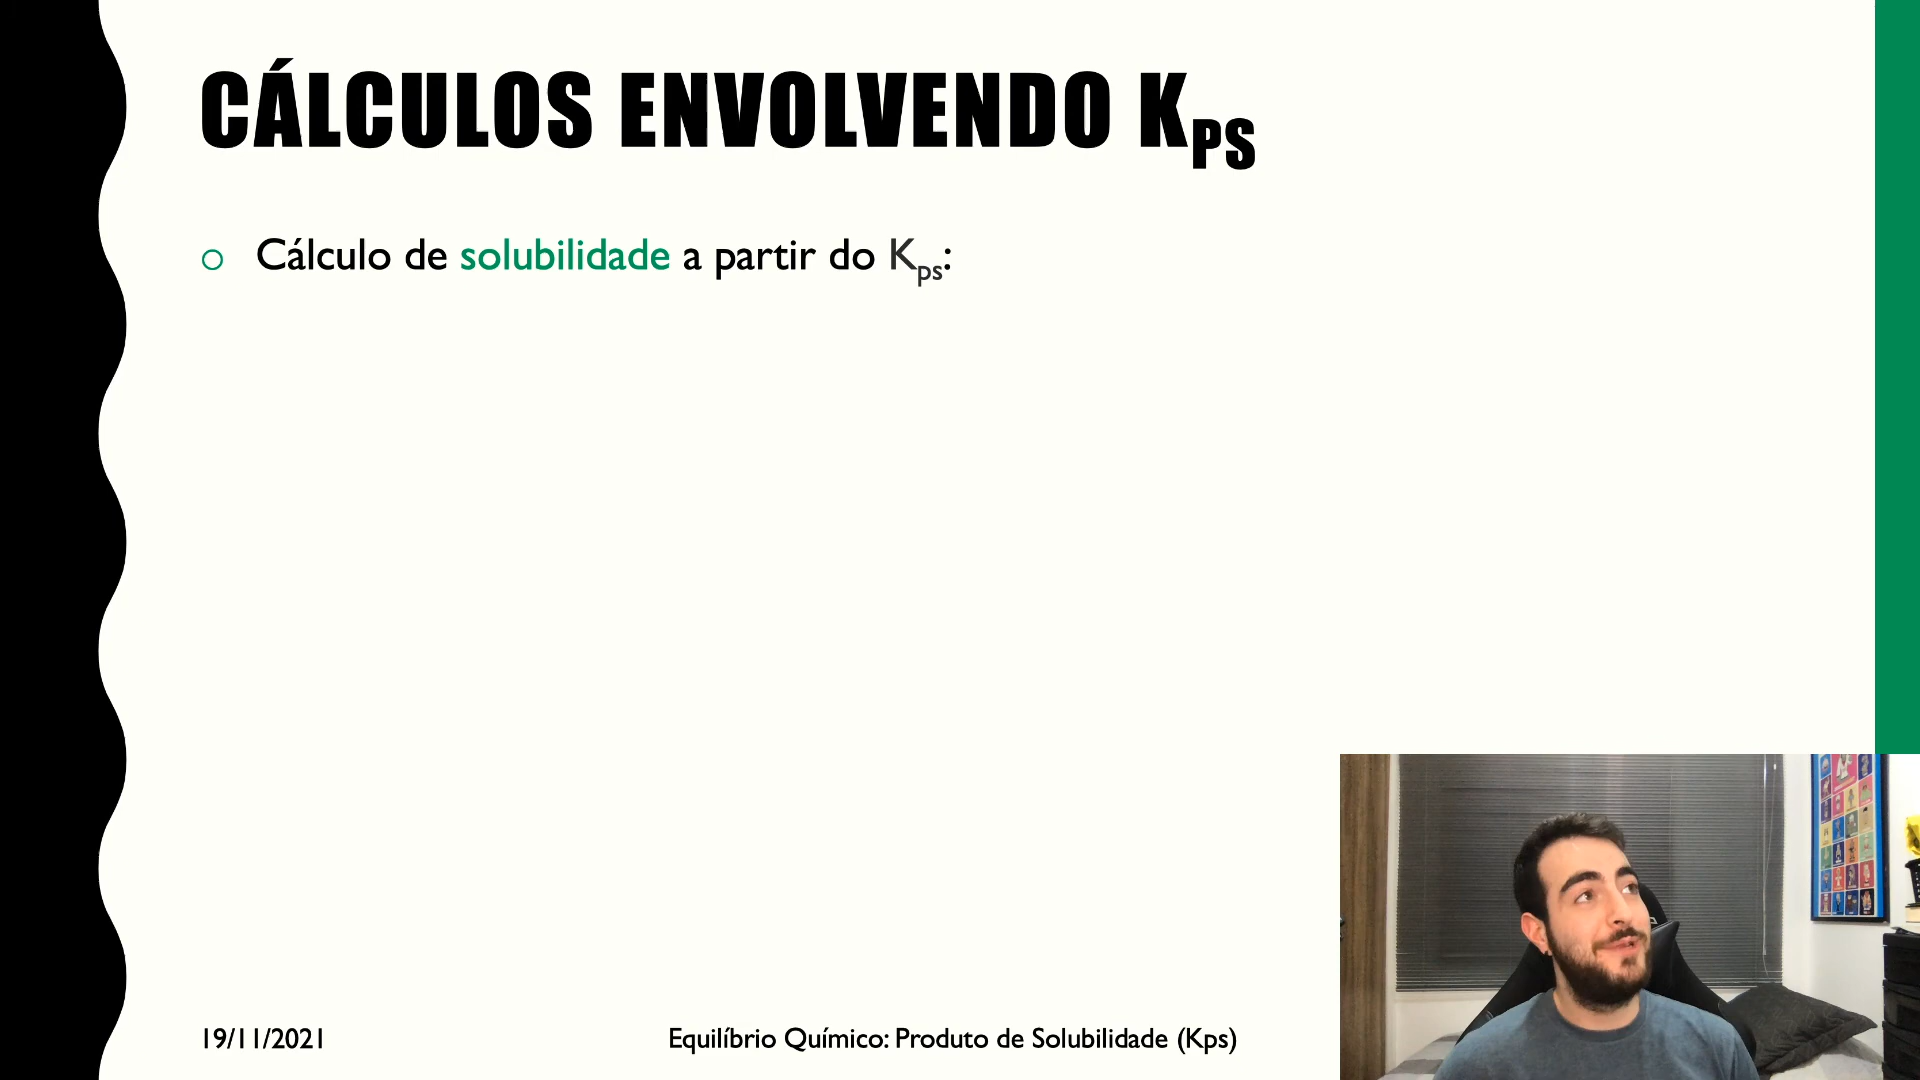 CÁLCULOS ENVOLVENDO KPS
Cálculo de solubilidade a partir do Kps:
19/11/2021
Equilíbrio Químico: Produto de Solubilidade (Kps)